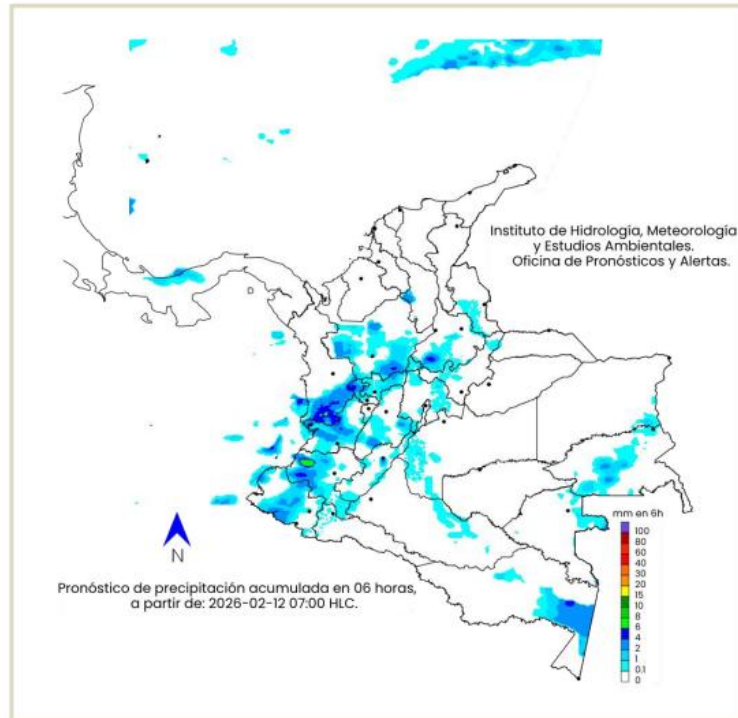 Instituto de Hidrología, Meteorología
y Estudios Ambientales.
Oficina de Pronósticos y Alertas.
N
Pronóstico de precipitación acumulada en 06 horas,
a partir de: 2026-02-12 07:00 HLC.
mm en 6h
100
80
60
40
30
20
15
10
8
6
4
2
1
0.1
0